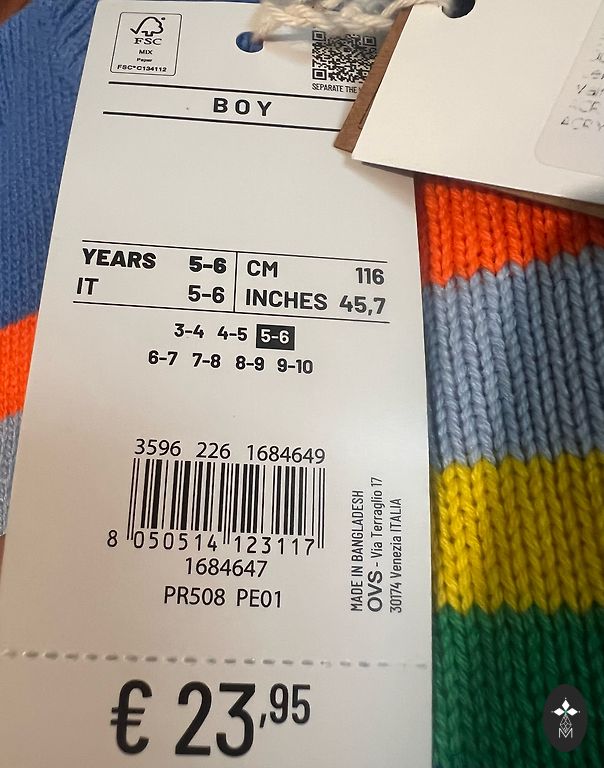 FSC
MIX
Paper
FSC® C134112
BOY
YEARS 5-6
IT 5-6
CM 116
INCHES 45,7
3-4 4-5 5-6
6-7 7-8 8-9 9-10
3596 226 1684649
8 050514 123117
1684647
PR508 PE01
MADE IN BANGLADESH
OVS - Via Terraglio 17
30174 Venezia ITALIA
€ 23,95
SEPARATE THE
M